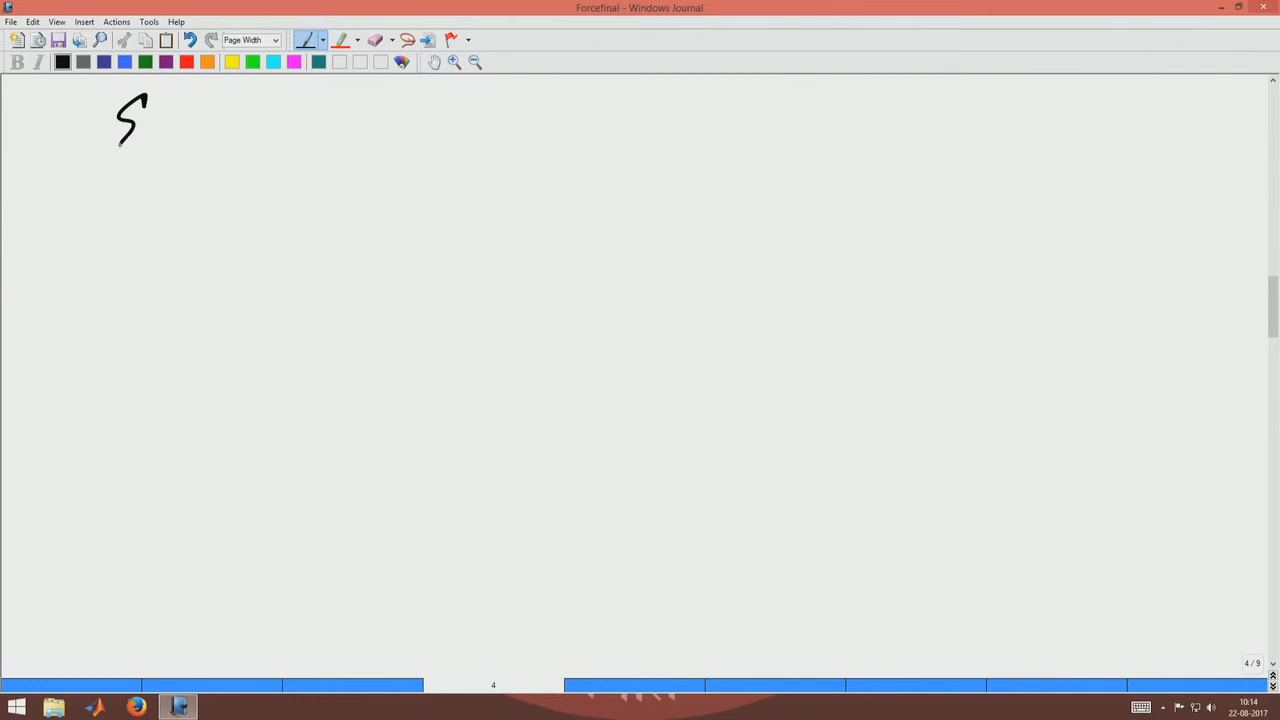 Forcefinal - Windows Journal
File Edit View Insert Actions Tools Help
Page Width
B I
S
4 / 9
4
10:14
22-08-2017